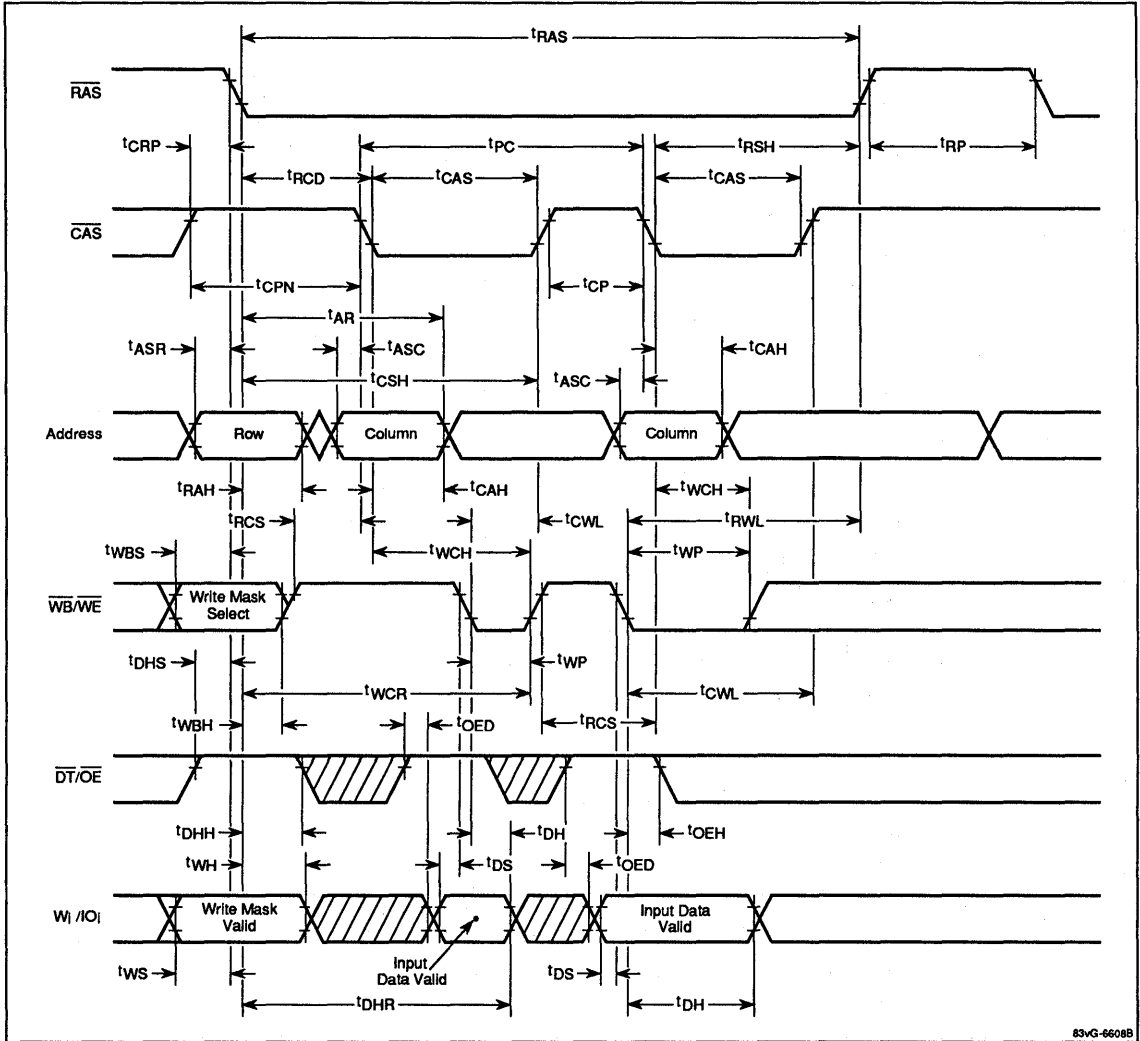 tRAS
RAS
tCRP
tPC
tRSH
tRP
tRCD
tCAS
tCAS
CAS
tCPN
tCP
tAR
tASR
tASC
tCAH
tCSH
tASC
Address
Row
Column
Column
tRAH
tCAH
tWCH
tRCS
tCWL
tRWL
tWBS
tWCH
tWP
WB/WE
Write Mask
Select
tDHS
tWP
tWCR
tCWL
tWBH
tOED
tRCS
DT/OE
tDHH
tDH
tOEH
tWH
tDS
tOED
Wi /IOi
Write Mask
Valid
Input Data
Valid
tWS
Input
Data Valid
tDS
tDHR
tDH
83vG-6608B